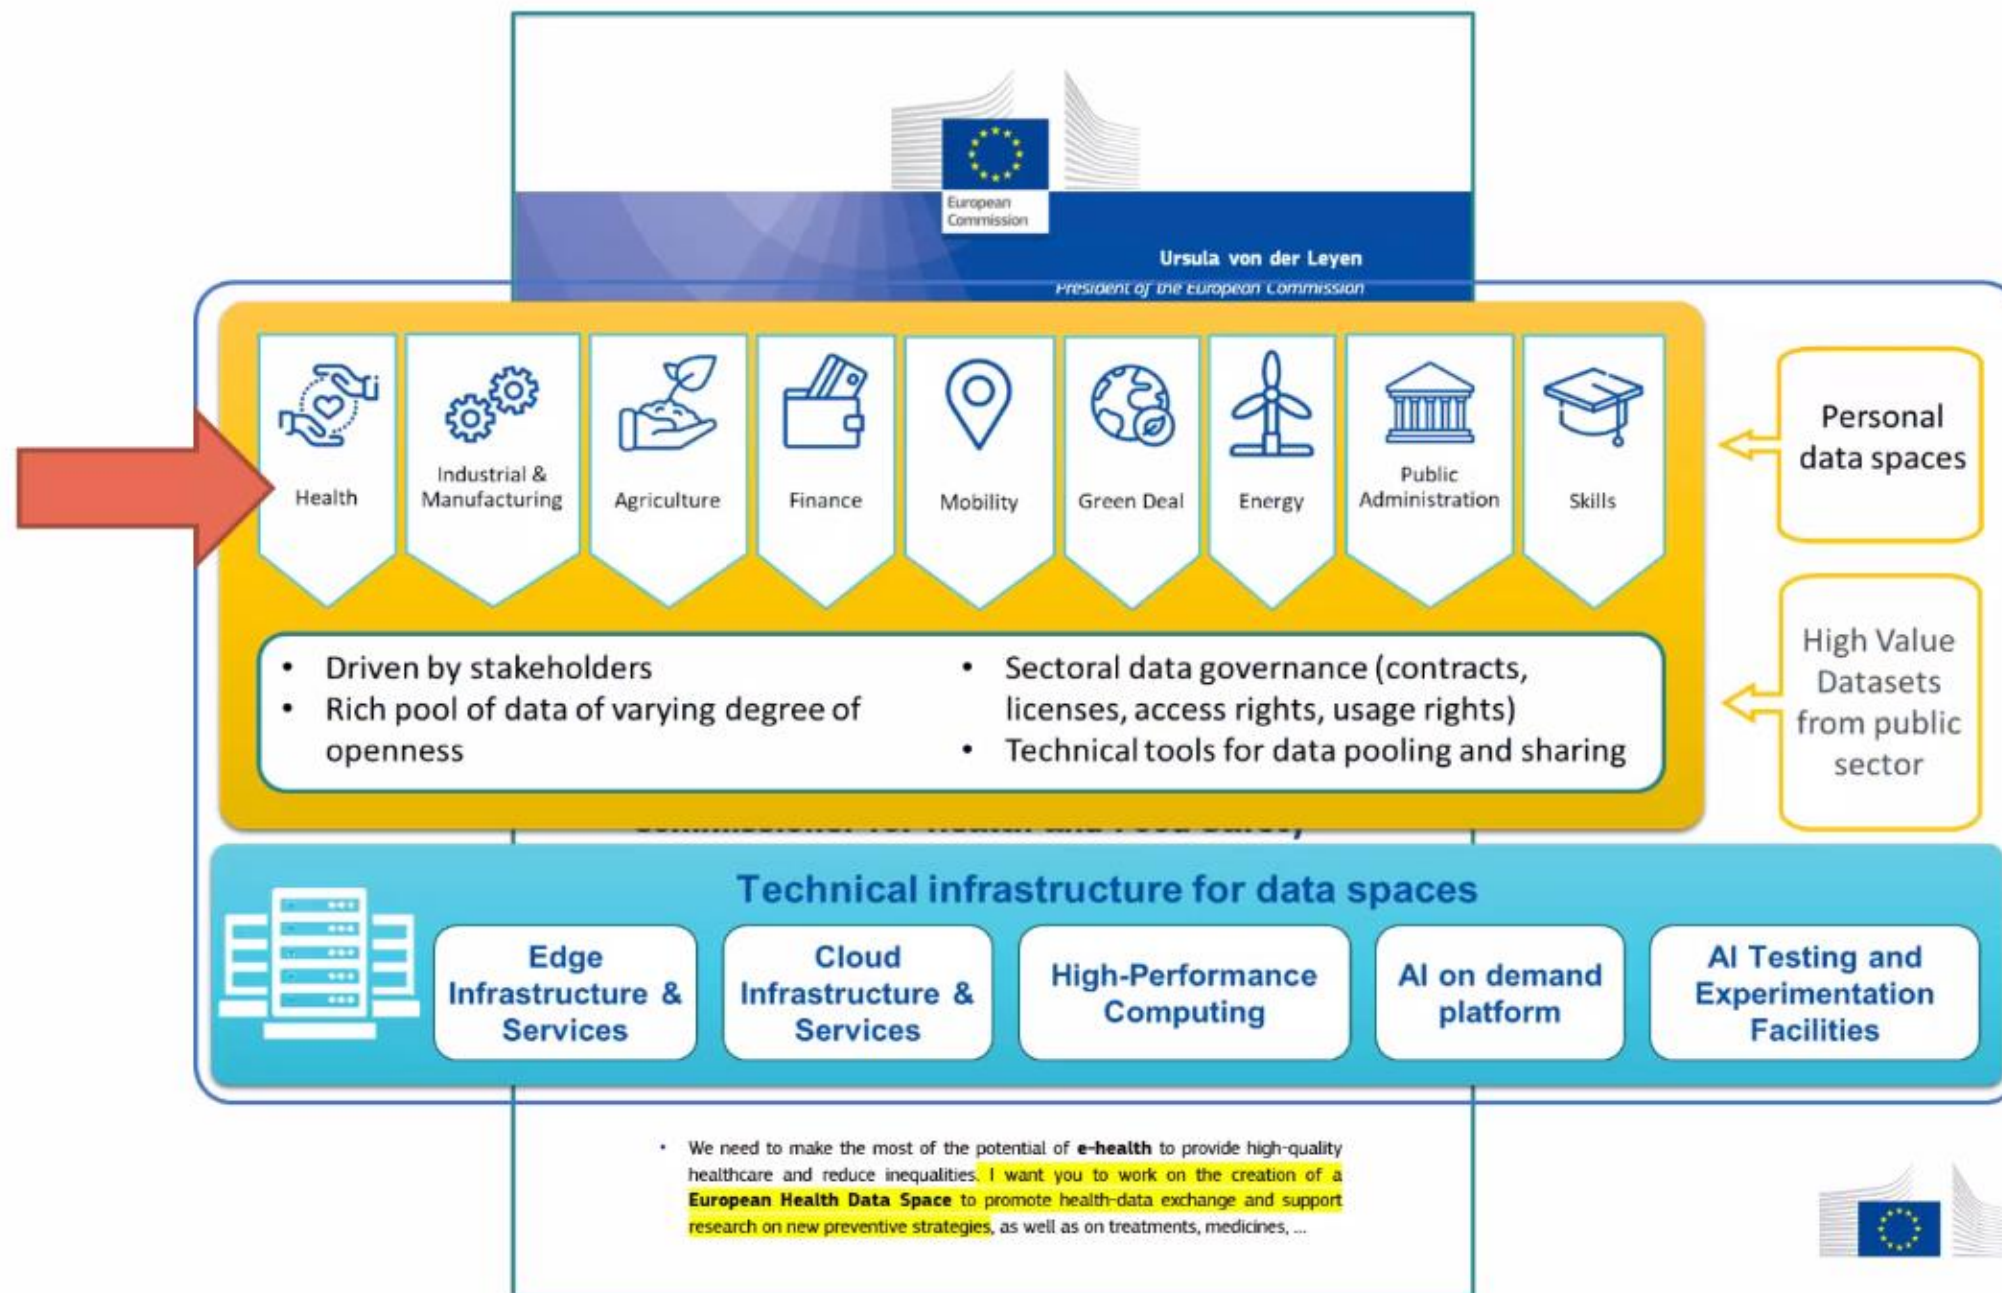 European
Commission
Ursula von der Leyen
President of the European Commission
Health
Industrial &
Manufacturing
Agriculture
Finance
Mobility
Green Deal
Energy
Public
Administration
Skills
Personal
data spaces
• Driven by stakeholders
• Rich pool of data of varying degree of
openness
• Sectoral data governance (contracts,
licenses, access rights, usage rights)
• Technical tools for data pooling and sharing
High Value
Datasets
from public
sector
Commissioner for Health and Food Safety
Technical infrastructure for data spaces
Edge
Infrastructure &
Services
Cloud
Infrastructure &
Services
High-Performance
Computing
AI on demand
platform
AI Testing and
Experimentation
Facilities
• We need to make the most of the potential of e-health to provide high-quality
healthcare and reduce inequalities. I want you to work on the creation of a
European Health Data Space to promote health-data exchange and support
research on new preventive strategies, as well as on treatments, medicines, ...